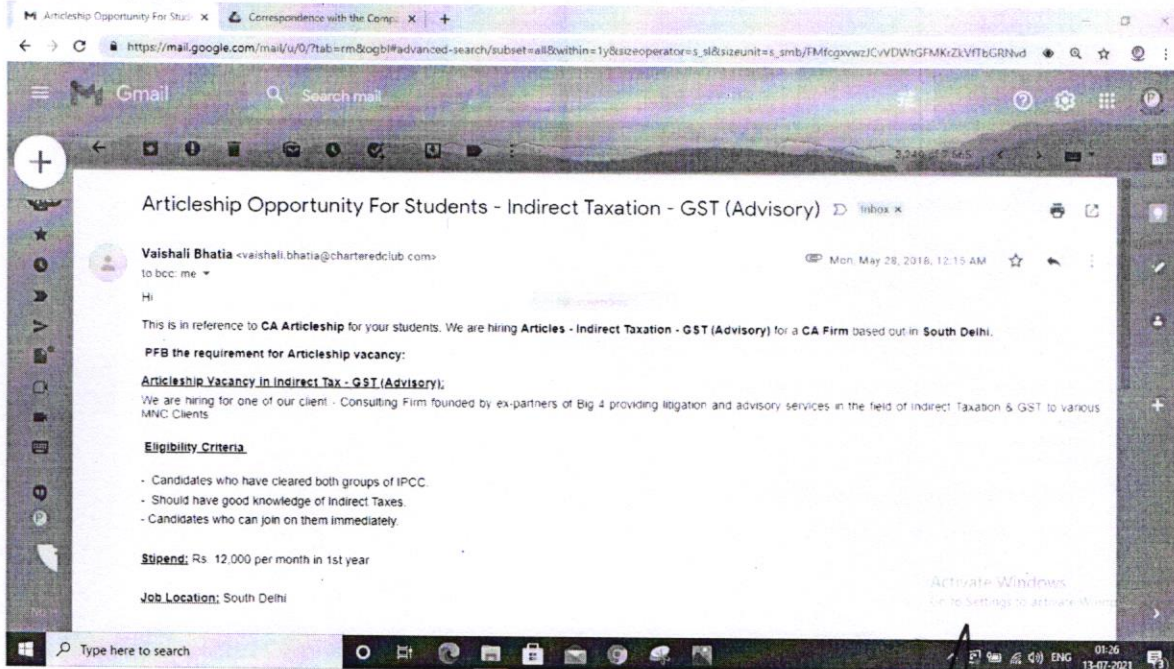 Articleship Opportunity For Stud
Correspondence with the Comp
https://mail.google.com/mail/u/0/?tab=rm&ogbl#advanced-search/subset=all&within=1y&sizeoperator=s_sl&sizeunit=s_smb/
Gmail
Search mail
Articleship Opportunity For Students - Indirect Taxation - GST (Advisory)
Inbox x
Vaishali Bhatia <vaishali.bhatia@charteredclub.com>
Mon, May 28, 2018, 12:15 AM
to bcc: me
Hi
This is in reference to CA Articleship for your students. We are hiring Articles - Indirect Taxation - GST (Advisory) for a CA Firm based out in South Delhi.
PFB the requirement for Articleship vacancy:
Articleship Vacancy in Indirect Tax - GST (Advisory):
We are hiring for one of our client - Consulting Firm founded by ex-partners of Big 4 providing litigation and advisory services in the field of Indirect Taxation & GST to various
MNC Clients
Eligibility Criteria
- Candidates who have cleared both groups of IPCC.
- Should have good knowledge of Indirect Taxes.
- Candidates who can join on them immediately.
Stipend: Rs 12,000 per month in 1st year
Job Location: South Delhi
Activate Windows
Go to Settings to activate Windows
Type here to search
ENG
01:26
13-07-2021